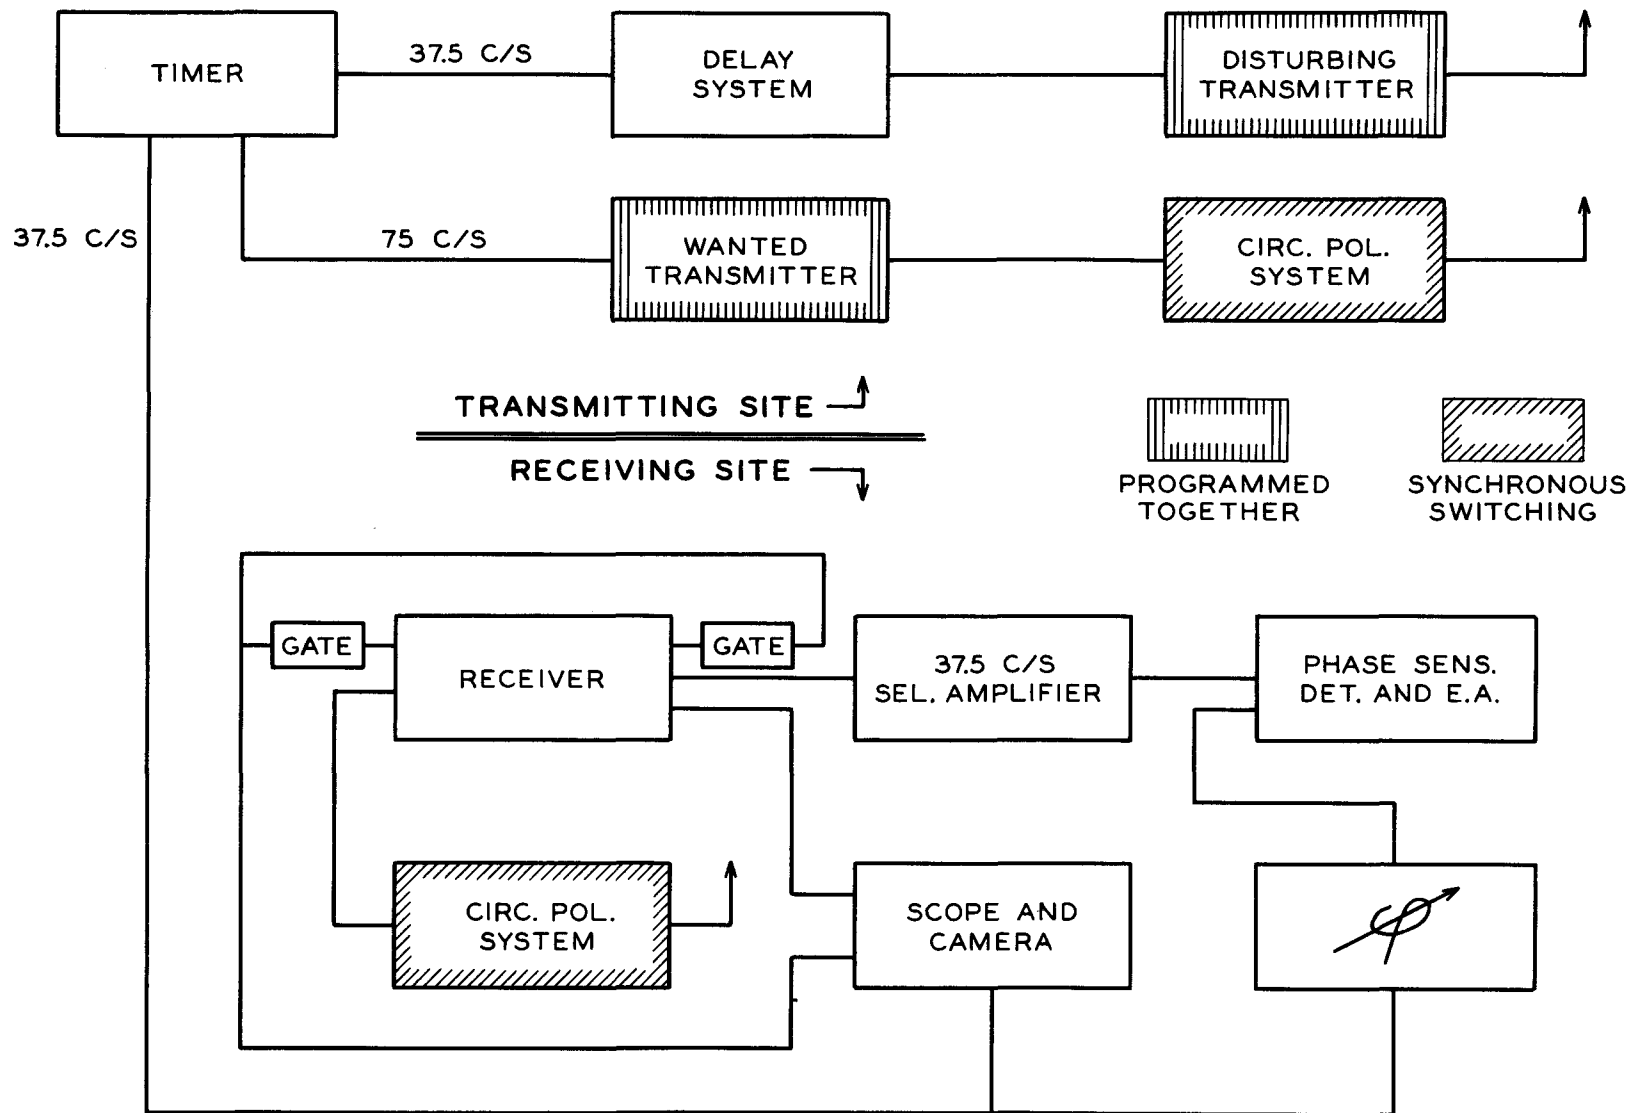 TIMER
37.5 C/S
DELAY
SYSTEM
DISTURBING
TRANSMITTER
37.5 C/S
75 C/S
WANTED
TRANSMITTER
CIRC. POL.
SYSTEM
TRANSMITTING SITE
RECEIVING SITE
PROGRAMMED
TOGETHER
SYNCHRONOUS
SWITCHING
GATE
RECEIVER
GATE
37.5 C/S
SEL. AMPLIFIER
PHASE SENS.
DET. AND E.A.
CIRC. POL.
SYSTEM
SCOPE AND
CAMERA
φ